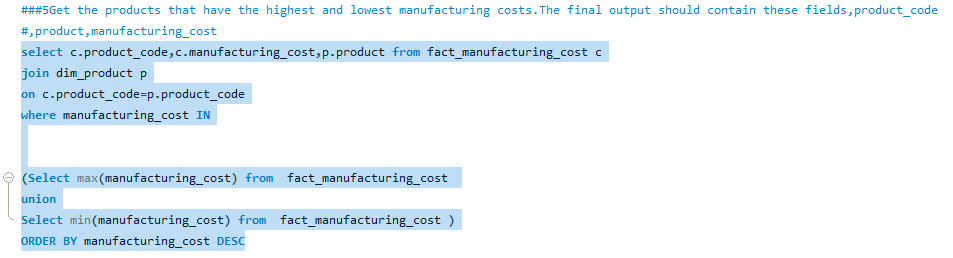 ###5Get the products that have the highest and lowest manufacturing costs.The final output should contain these fields,product_code
#,product,manufacturing_cost
select c.product_code,c.manufacturing_cost,p.product from fact_manufacturing_cost c
join dim_product p
on c.product_code=p.product_code
where manufacturing_cost IN
(Select max(manufacturing_cost) from fact_manufacturing_cost
union
Select min(manufacturing_cost) from fact_manufacturing_cost )
ORDER BY manufacturing_cost DESC